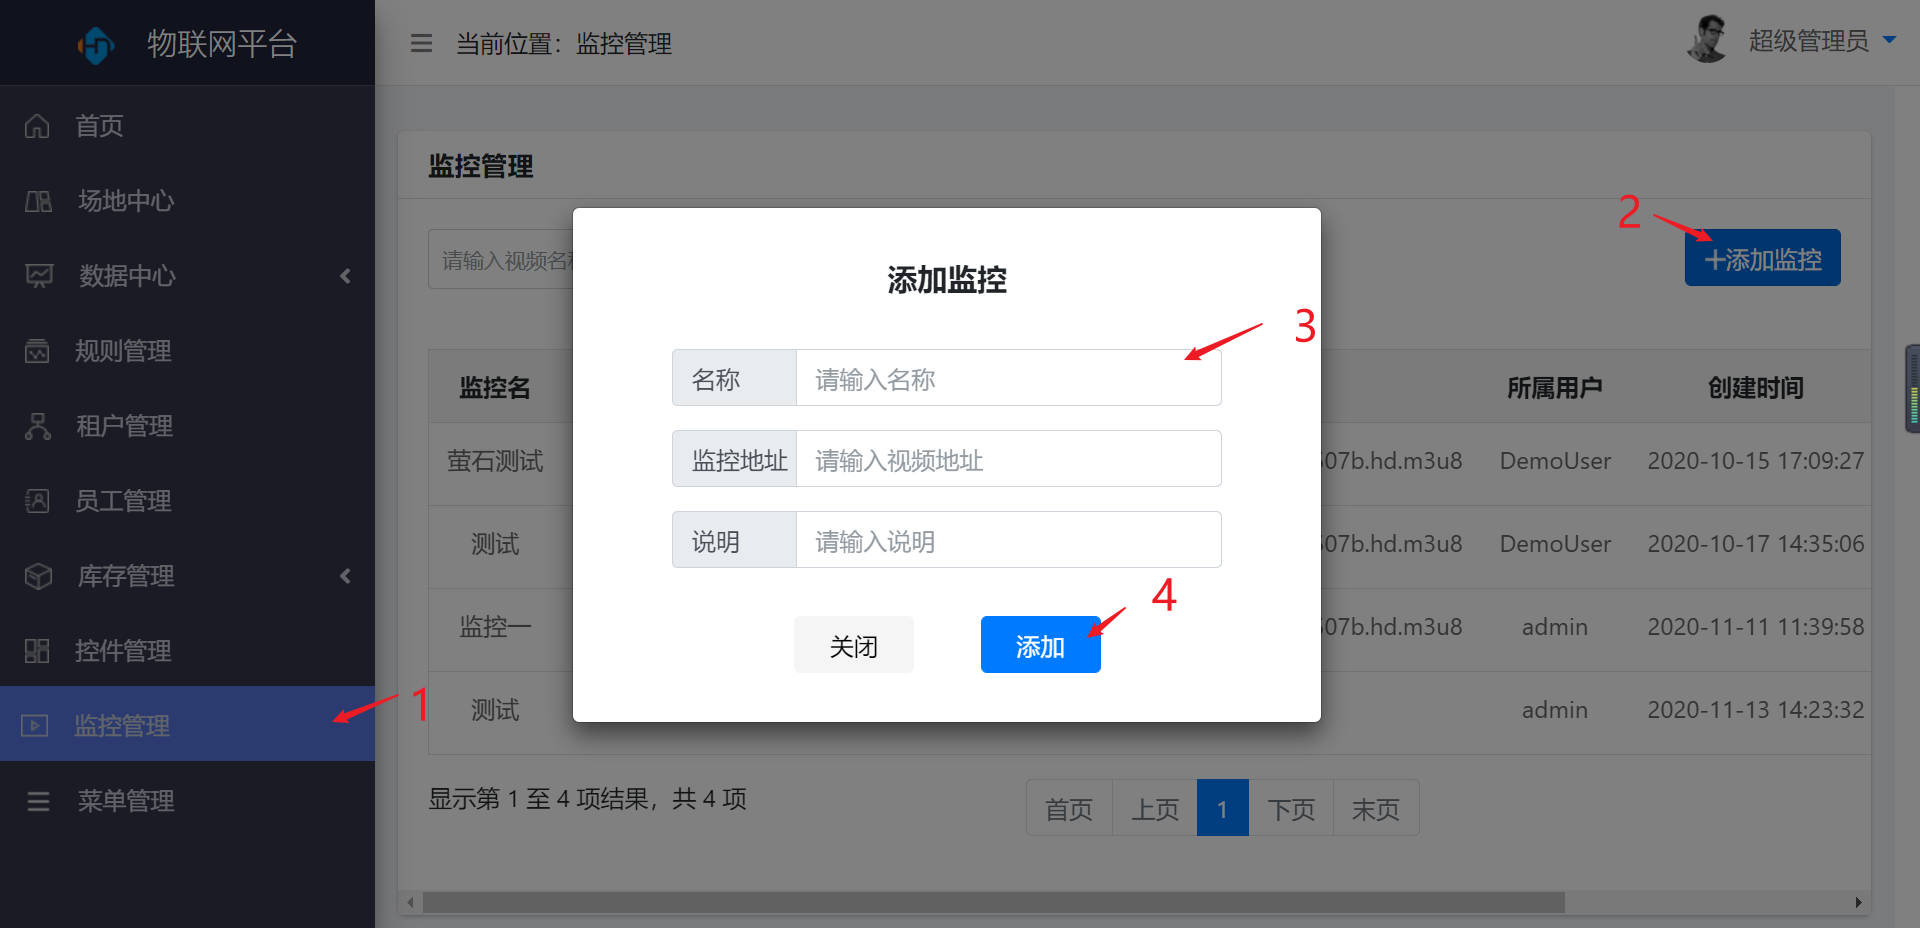 物联网平台
当前位置：监控管理
超级管理员
首页
场地中心
数据中心
规则管理
租户管理
员工管理
库存管理
控件管理
监控管理
菜单管理
1
监控管理
请输入视频名
2
+添加监控
监控名
所属用户
创建时间
萤石测试
07b.hd.m3u8
DemoUser
2020-10-15 17:09:27
测试
07b.hd.m3u8
DemoUser
2020-10-17 14:35:06
监控一
07b.hd.m3u8
admin
2020-11-11 11:39:58
测试
admin
2020-11-13 14:23:32
显示第 1 至 4 项结果，共 4 项
首页
上页
1
下页
末页
添加监控
3
名称
请输入名称
监控地址
请输入视频地址
说明
请输入说明
4
关闭
添加